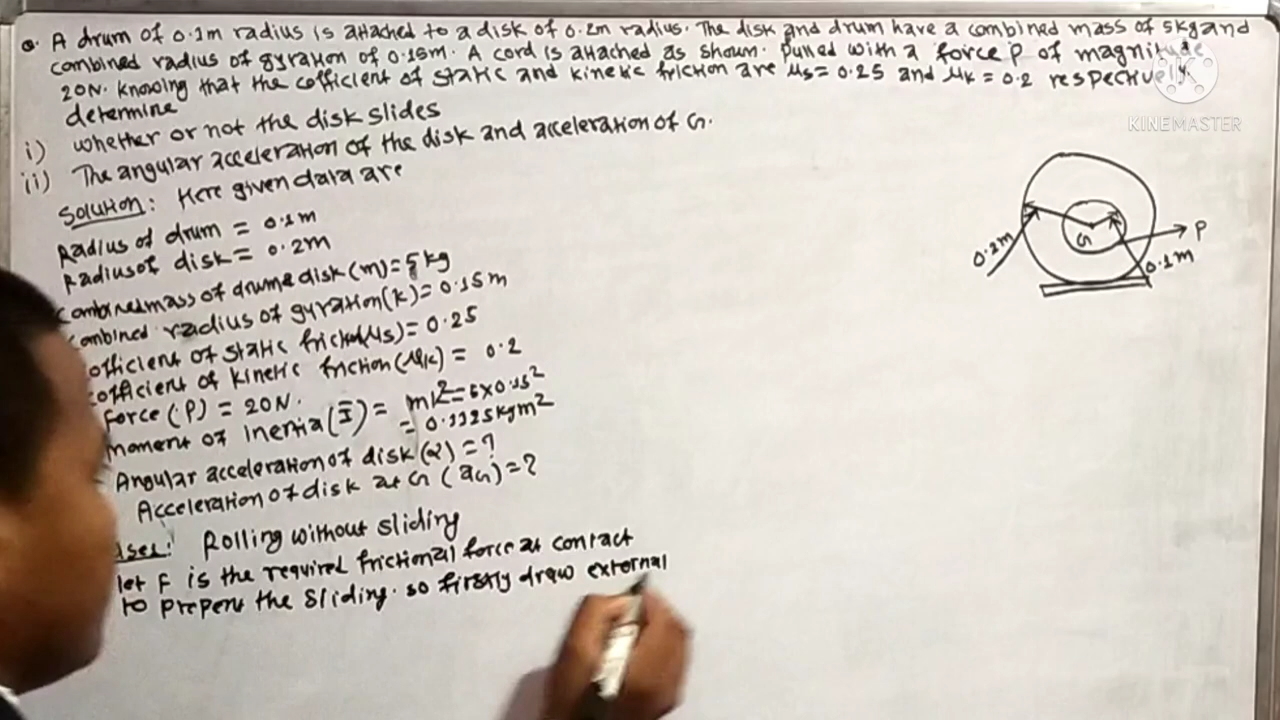 Q. A drum of 0.1m radius is attached to a disk of 0.2m radius. The disk and drum have a combined mass of 5kg and
combined radius of gyration of 0.15m. A cord is attached as shown. Pulled with a force P of magnitude
20N. knowing that the cofficient of static and kinetic friction are μs = 0.25 and μk = 0.2 respectively
determine
i) whether or not the disk slides
ii) The angular acceleration of the disk and acceleration of G.
Solution: Here given data are
Radius of drum = 0.1m
Radius of disk = 0.2m
combined mass of drum & disk (m) = 5kg
combined radius of gyration (k) = 0.15m
officient of static friction (μs) = 0.25
cofficient of kinetic friction (μk) = 0.2
Force (P) = 20N.
moment of inertia (Ī) = mk² = 5×0.15²
= 0.1125kgm²
Angular acceleration of disk (α) = ?
Acceleration of disk at G (aG) = ?
ase1: Rolling without sliding
let F is the required frictional force at contact
to prepent the sliding. so firstly draw external
0.2m
G
P
0.1m
K
KINEMASTER